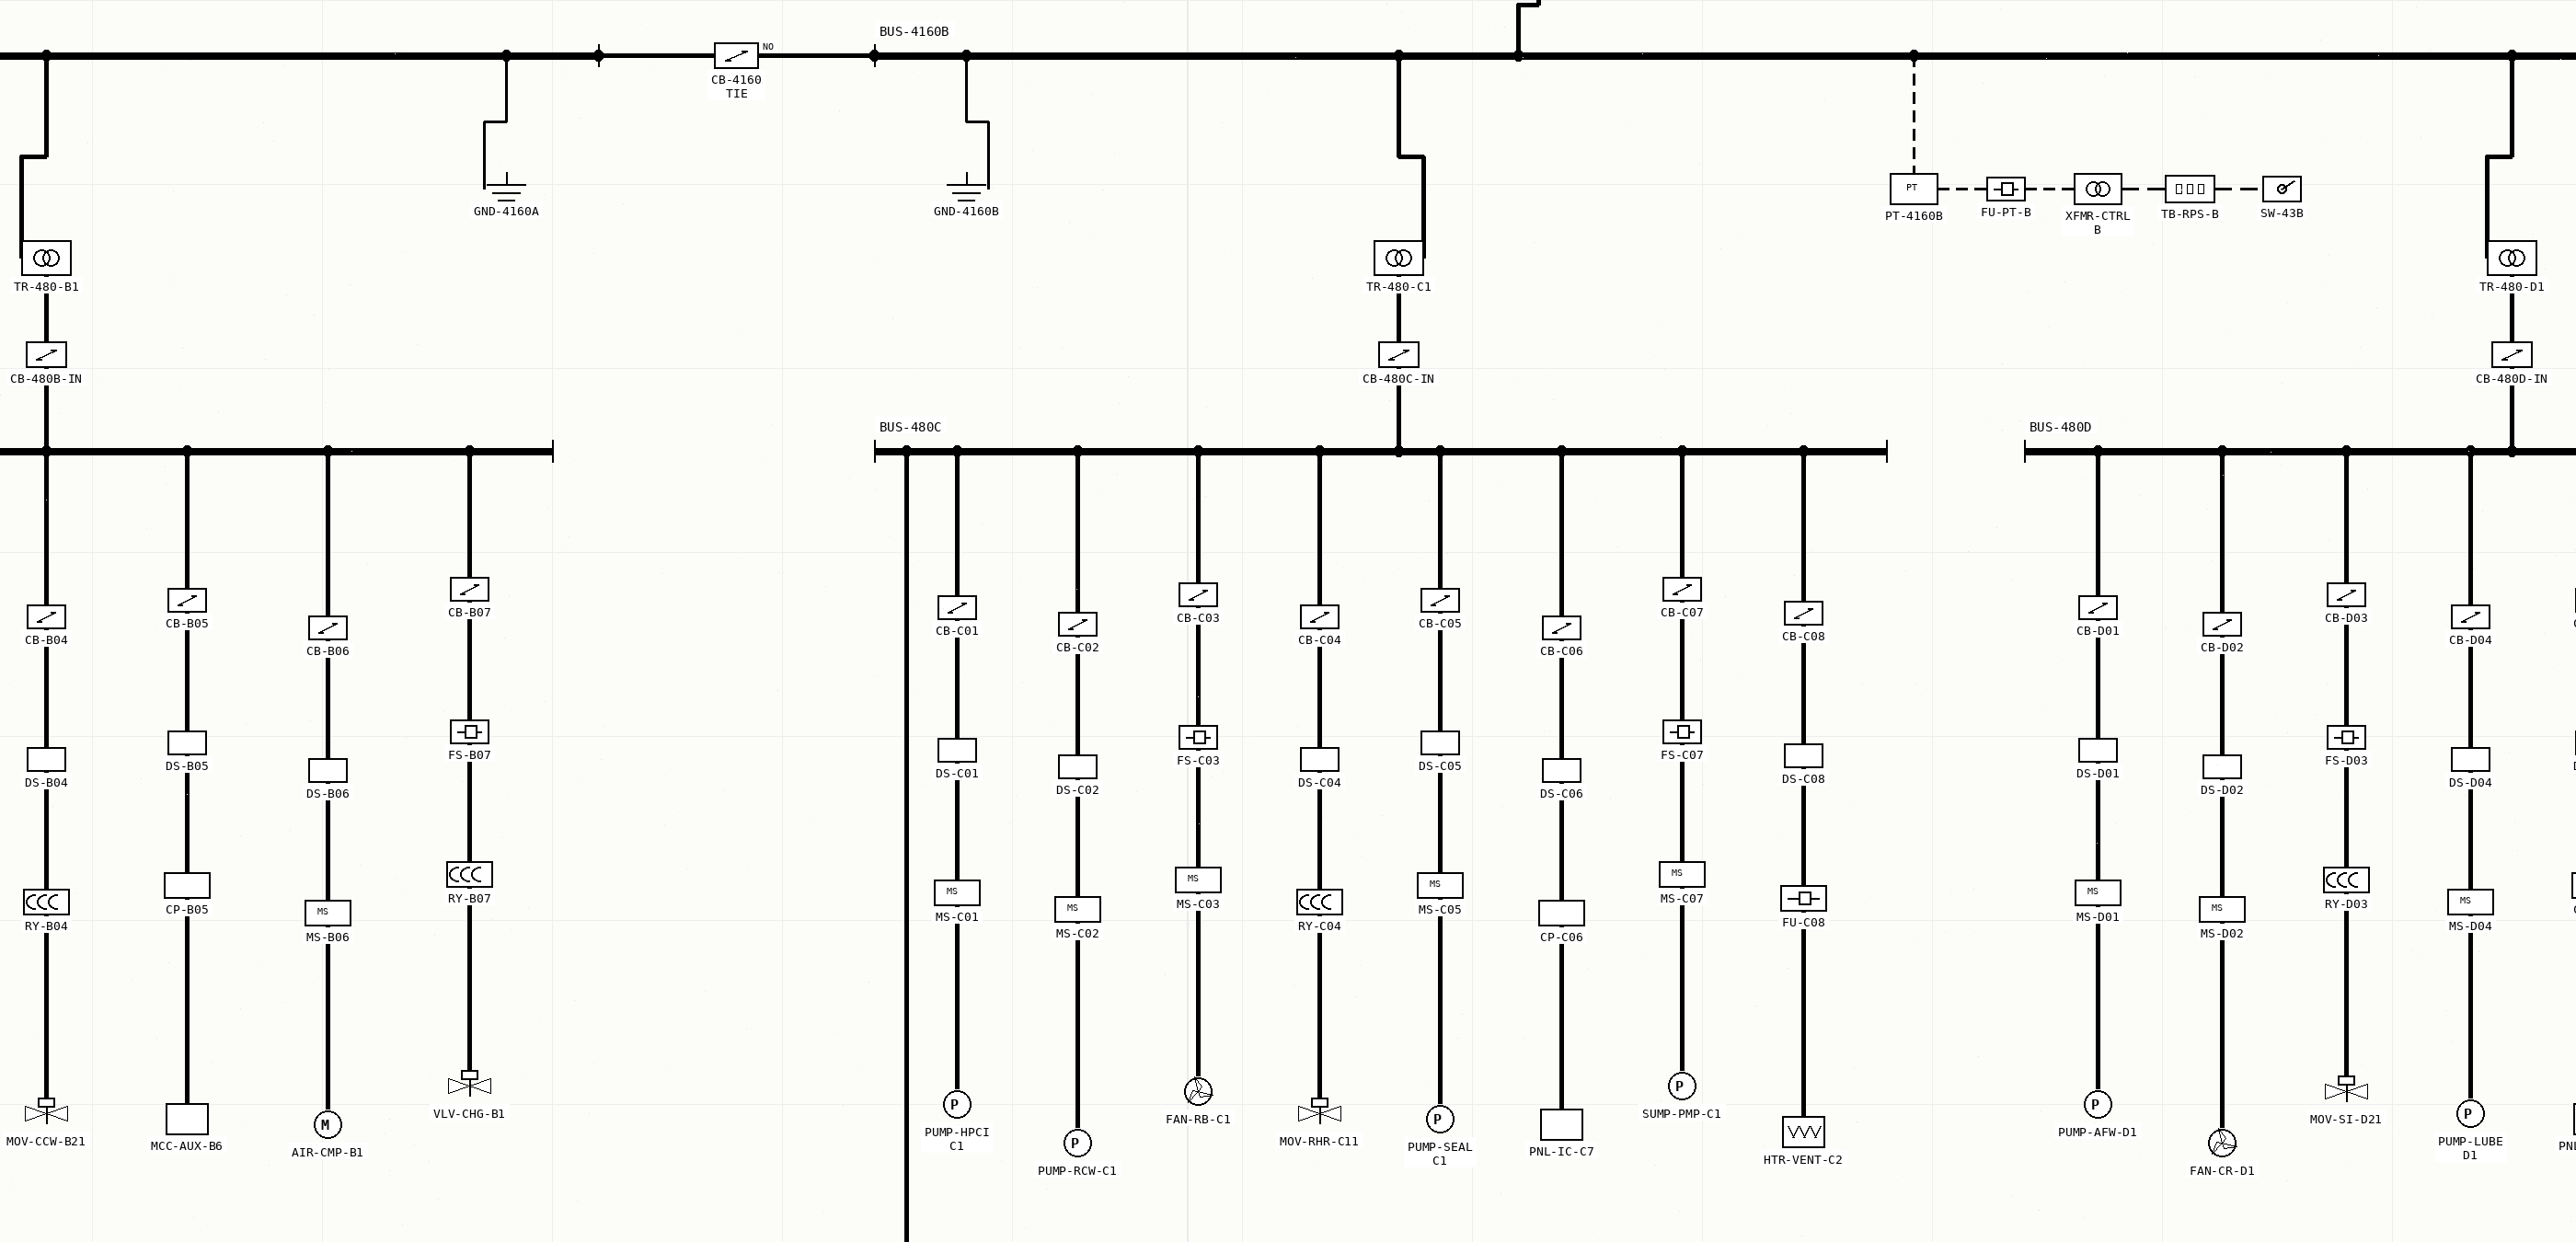 BUS-4160B
NO
CB-4160
TIE
GND-4160A
GND-4160B
PT
PT-4160B
FU-PT-B
XFMR-CTRL
B
TB-RPS-B
SW-43B
TR-480-B1
TR-480-C1
TR-480-D1
CB-480B-IN
CB-480C-IN
CB-480D-IN
BUS-480C
BUS-480D
CB-B04
CB-B05
CB-B06
CB-B07
CB-C01
CB-C02
CB-C03
CB-C04
CB-C05
CB-C06
CB-C07
CB-C08
CB-D01
CB-D02
CB-D03
CB-D04
DS-B04
DS-B05
DS-B06
FS-B07
DS-C01
DS-C02
FS-C03
DS-C04
DS-C05
DS-C06
FS-C07
DS-C08
DS-D01
DS-D02
FS-D03
DS-D04
RY-B04
CP-B05
MS
MS-B06
RY-B07
MS
MS-C01
MS
MS-C02
MS
MS-C03
RY-C04
MS
MS-C05
CP-C06
MS
MS-C07
FU-C08
MS
MS-D01
MS
MS-D02
RY-D03
MS
MS-D04
MOV-CCW-B21
MCC-AUX-B6
M
AIR-CMP-B1
VLV-CHG-B1
P
PUMP-HPCI
C1
P
PUMP-RCW-C1
FAN-RB-C1
MOV-RHR-C11
P
PUMP-SEAL
C1
PNL-IC-C7
P
SUMP-PMP-C1
HTR-VENT-C2
P
PUMP-AFW-D1
FAN-CR-D1
MOV-SI-D21
P
PUMP-LUBE
D1